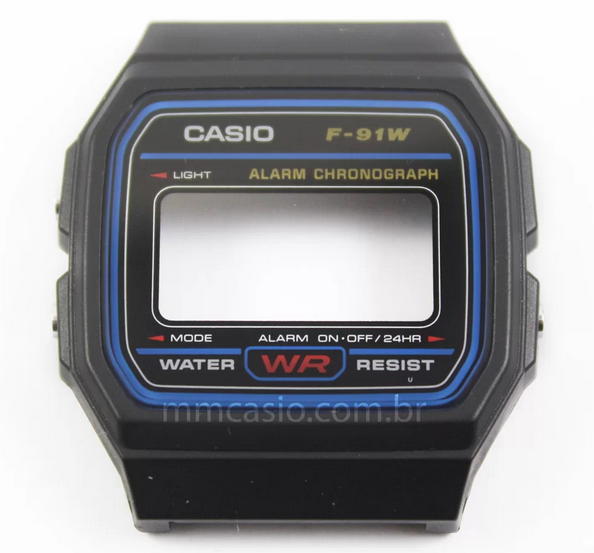 CASIO F-91W
LIGHT ALARM CHRONOGRAPH
MODE ALARM ON·OFF/24HR
WATER WR RESIST
U
mmcasio.com.br